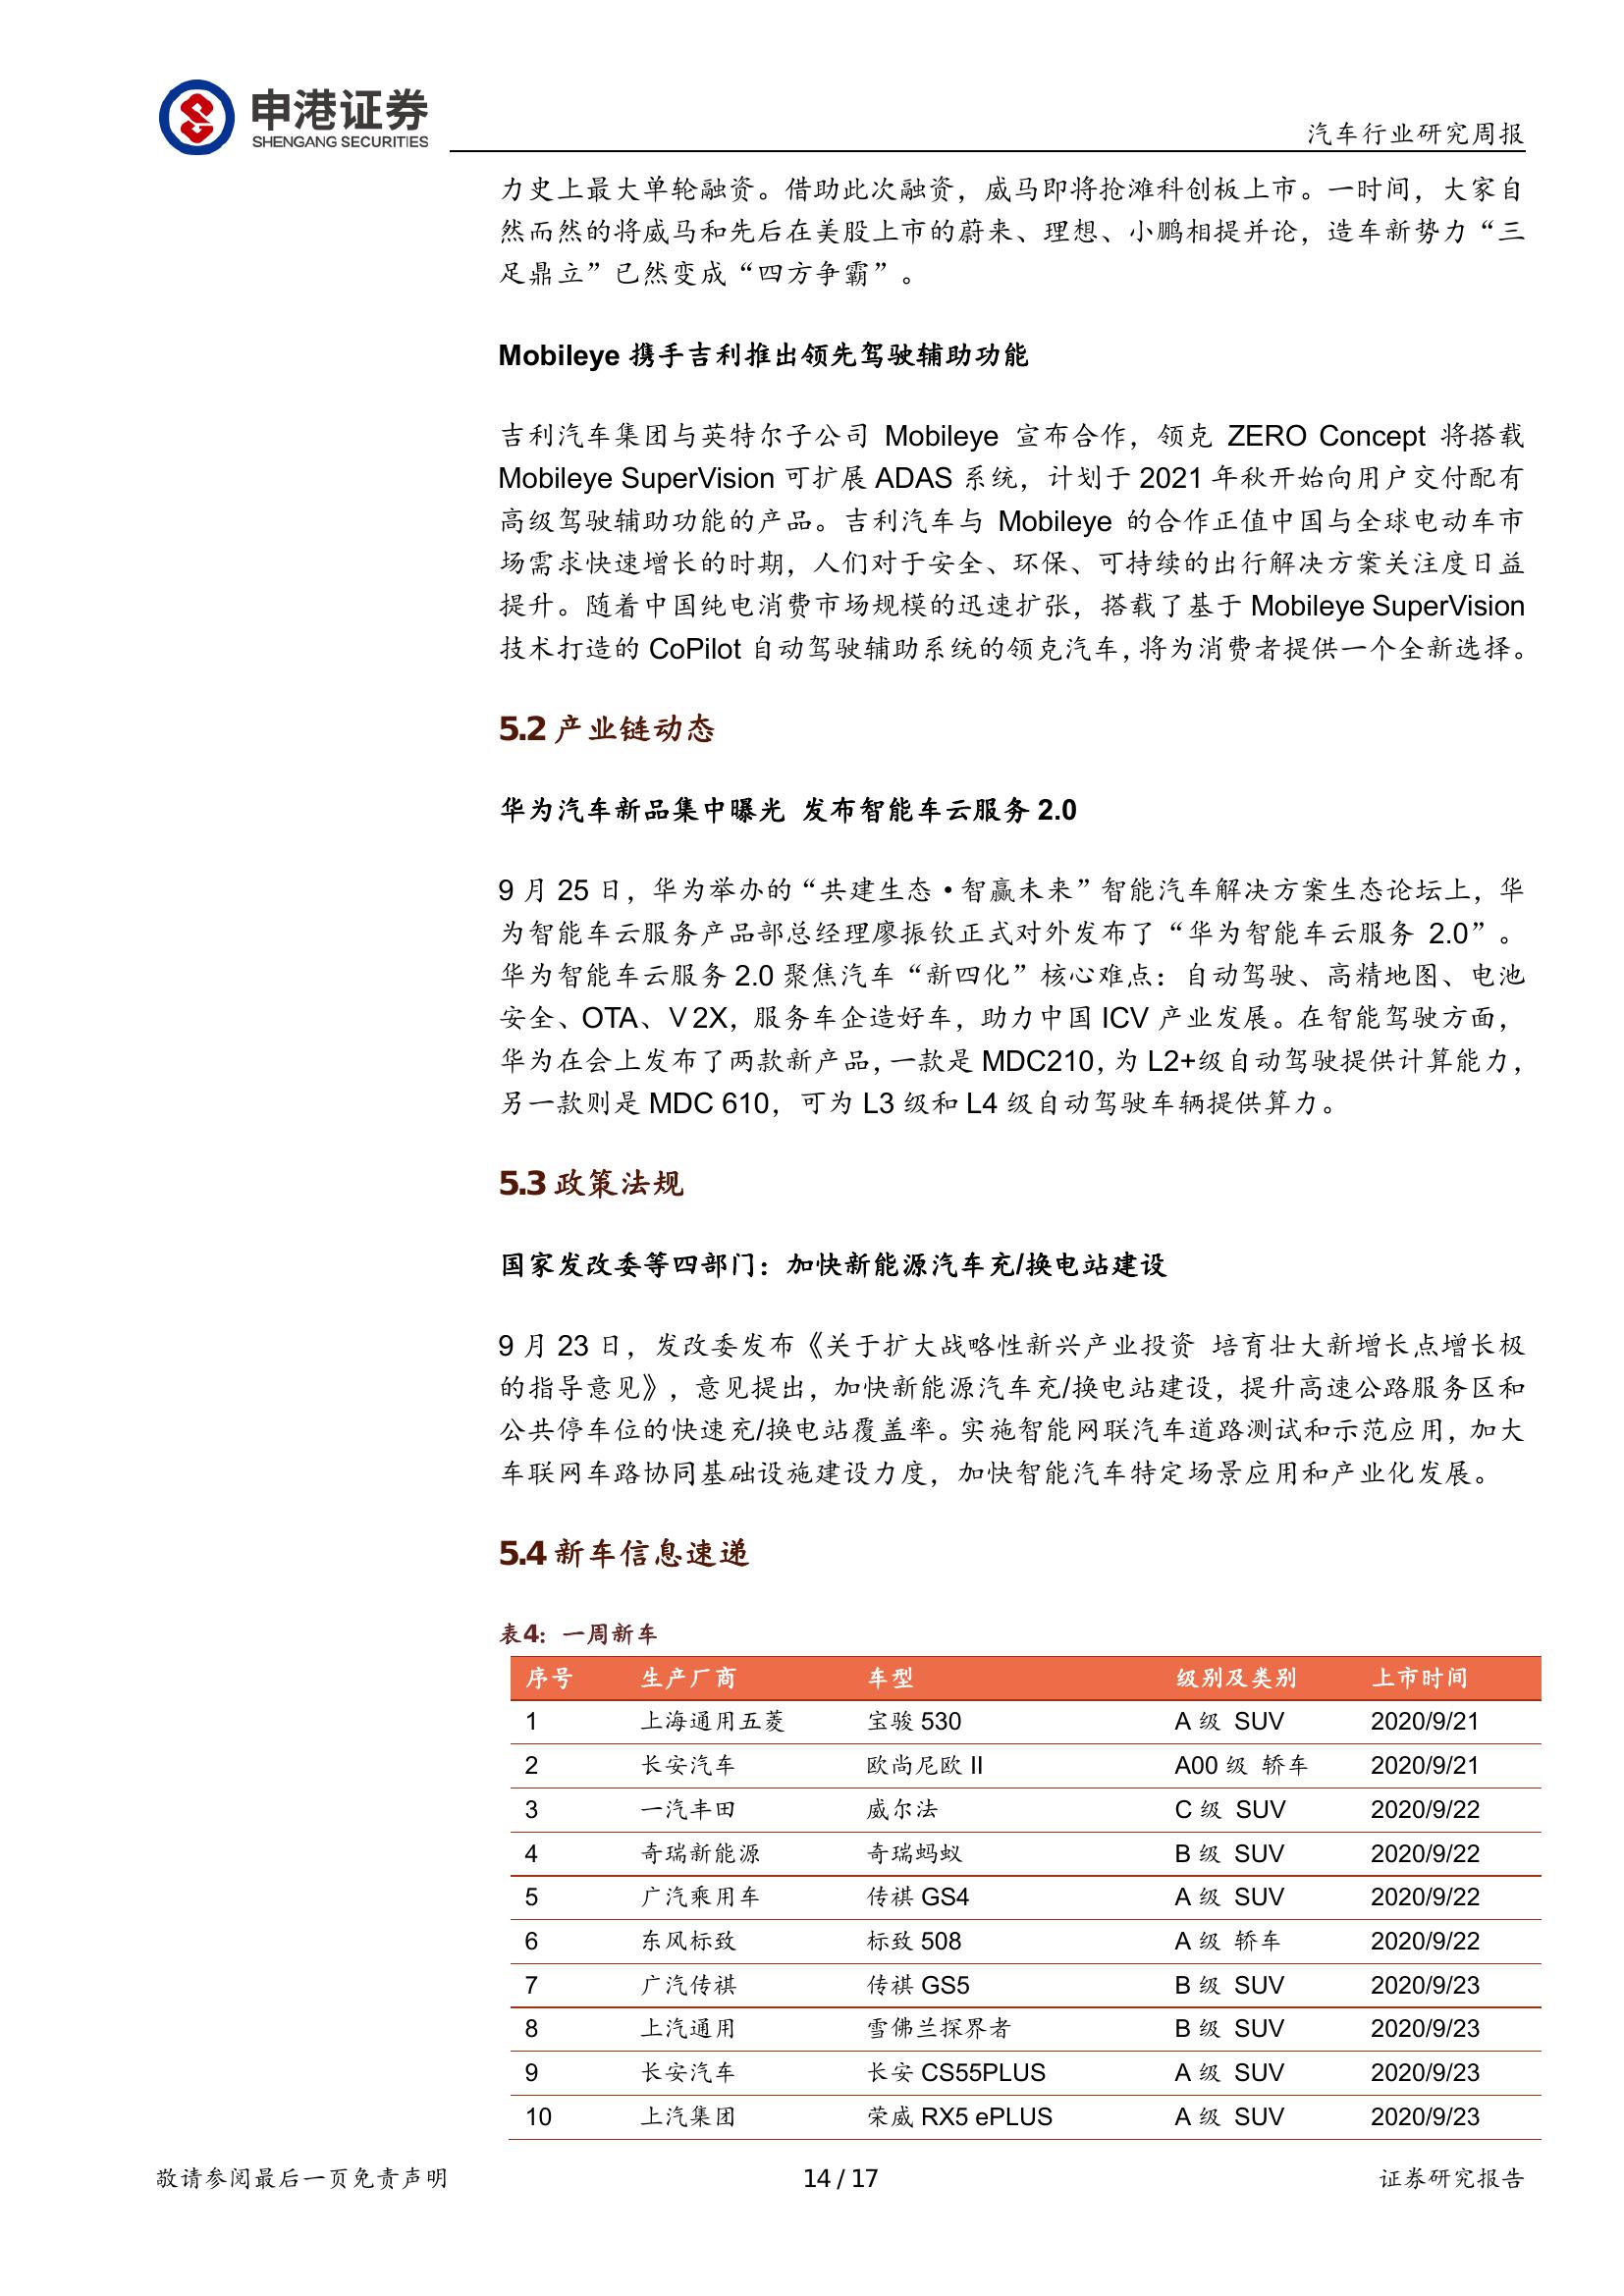 申港证券
SHENGANG SECURITIES
汽车行业研究周报
力史上最大单轮融资。借助此次融资，威马即将抢滩科创板上市。一时间，大家自
然而然的将威马和先后在美股上市的蔚来、理想、小鹏相提并论，造车新势力“三
足鼎立”已然变成“四方争霸”。
Mobileye 携手吉利推出领先驾驶辅助功能
吉利汽车集团与英特尔子公司 Mobileye 宣布合作，领克 ZERO Concept 将搭载
Mobileye SuperVision 可扩展 ADAS 系统，计划于 2021 年秋开始向用户交付配有
高级驾驶辅助功能的产品。吉利汽车与 Mobileye 的合作正值中国与全球电动车市
场需求快速增长的时期，人们对于安全、环保、可持续的出行解决方案关注度日益
提升。随着中国纯电消费市场规模的迅速扩张，搭载了基于 Mobileye SuperVision
技术打造的 CoPilot 自动驾驶辅助系统的领克汽车，将为消费者提供一个全新选择。
5.2 产业链动态
华为汽车新品集中曝光 发布智能车云服务 2.0
9 月 25 日，华为举办的“共建生态·智赢未来”智能汽车解决方案生态论坛上，华
为智能车云服务产品部总经理廖振钦正式对外发布了“华为智能车云服务 2.0”。
华为智能车云服务 2.0 聚焦汽车“新四化”核心难点：自动驾驶、高精地图、电池
安全、OTA、V2X，服务车企造好车，助力中国 ICV 产业发展。在智能驾驶方面，
华为在会上发布了两款新产品，一款是 MDC210，为 L2+级自动驾驶提供计算能力，
另一款则是 MDC 610，可为 L3 级和 L4 级自动驾驶车辆提供算力。
5.3 政策法规
国家发改委等四部门：加快新能源汽车充/换电站建设
9 月 23 日，发改委发布《关于扩大战略性新兴产业投资 培育壮大新增长点增长极
的指导意见》，意见提出，加快新能源汽车充/换电站建设，提升高速公路服务区和
公共停车位的快速充/换电站覆盖率。实施智能网联汽车道路测试和示范应用，加大
车联网车路协同基础设施建设力度，加快智能汽车特定场景应用和产业化发展。
5.4 新车信息速递
表4：一周新车
序号 生产厂商 车型 级别及类别 上市时间
1 上海通用五菱 宝骏 530 A 级 SUV 2020/9/21
2 长安汽车 欧尚尼欧 II A00 级 轿车 2020/9/21
3 一汽丰田 威尔法 C 级 SUV 2020/9/22
4 奇瑞新能源 奇瑞蚂蚁 B 级 SUV 2020/9/22
5 广汽乘用车 传祺 GS4 A 级 SUV 2020/9/22
6 东风标致 标致 508 A 级 轿车 2020/9/22
7 广汽传祺 传祺 GS5 B 级 SUV 2020/9/23
8 上汽通用 雪佛兰探界者 B 级 SUV 2020/9/23
9 长安汽车 长安 CS55PLUS A 级 SUV 2020/9/23
10 上汽集团 荣威 RX5 ePLUS A 级 SUV 2020/9/23
敬请参阅最后一页免责声明 14 / 17 证券研究报告